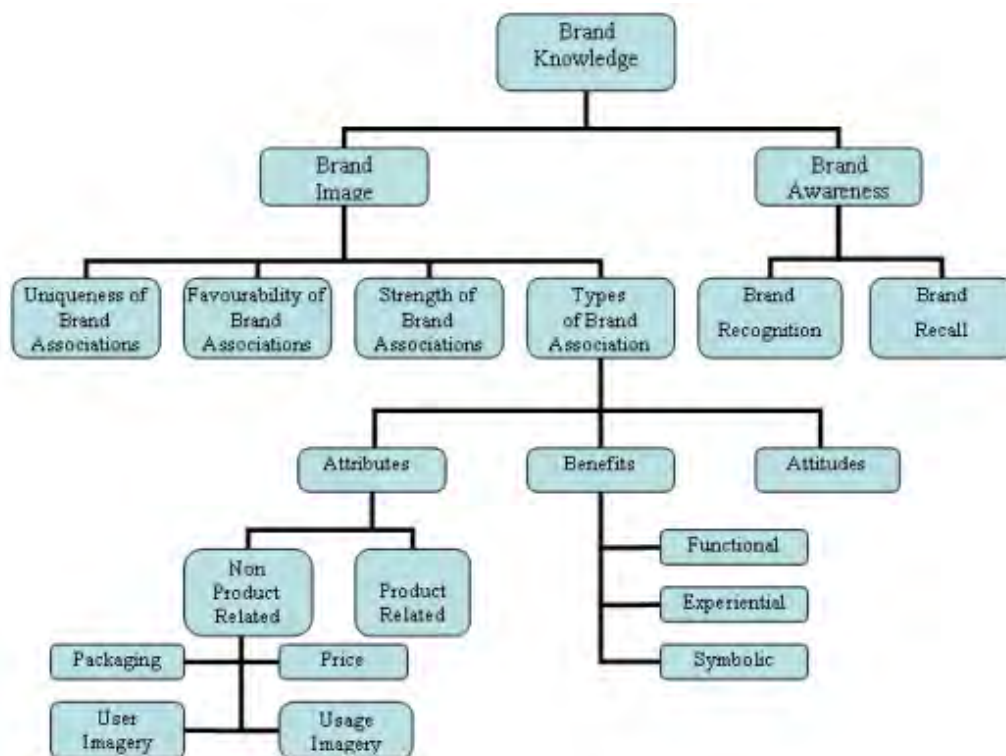 Brand
Knowledge
Brand
Image
Brand
Awareness
Uniqueness of
Brand
Associations
Favourability of
Brand
Associations
Strength of
Brand
Associations
Types
of Brand
Association
Brand
Recognition
Brand
Recall
Attributes
Benefits
Attitudes
Non
Product
Related
Product
Related
Functional
Experiential
Symbolic
Packaging
Price
User
Imagery
Usage
Imagery